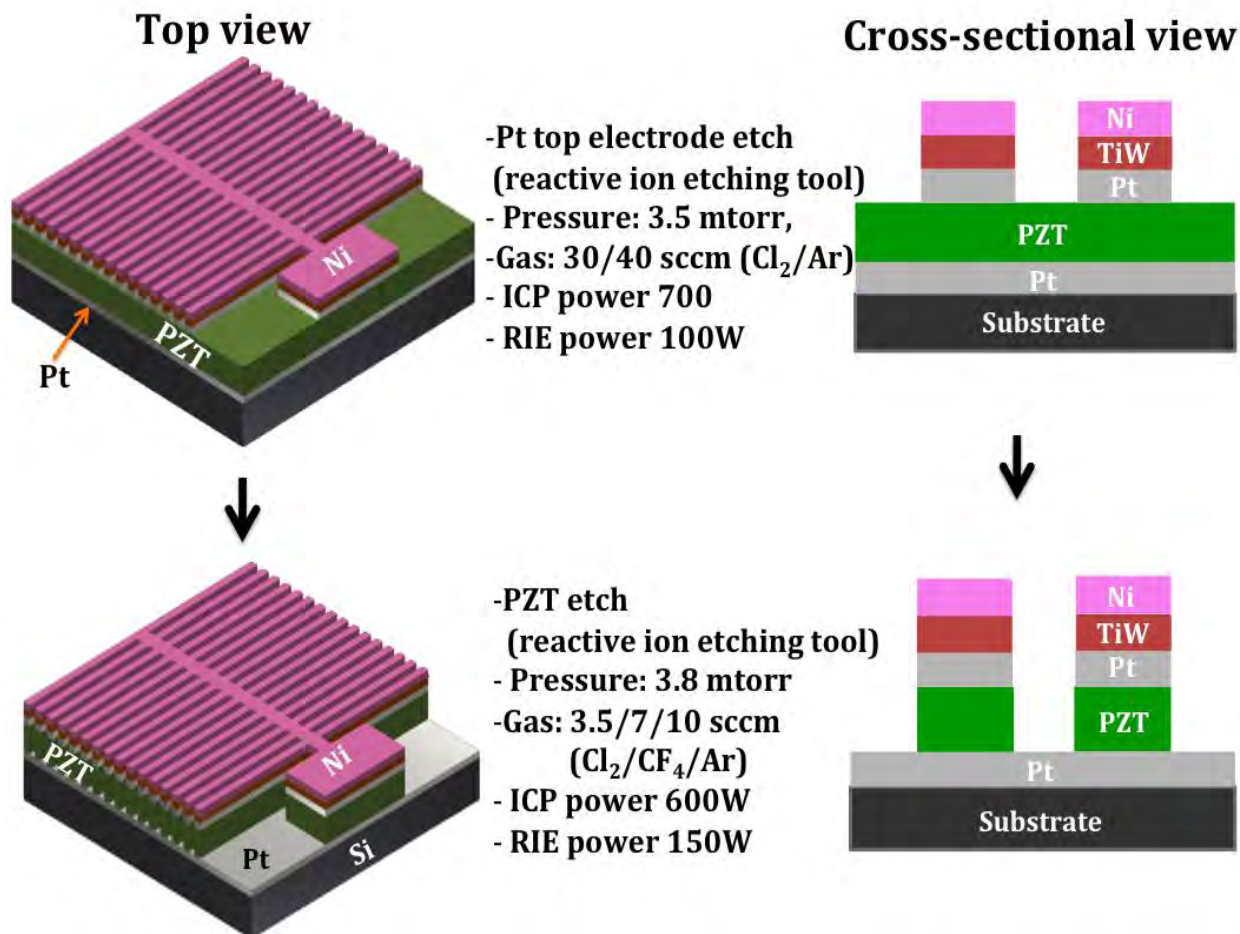 Top view
Cross-sectional view
Ni
PZT
Pt
-Pt top electrode etch
(reactive ion etching tool)
- Pressure: 3.5 mtorr,
-Gas: 30/40 sccm (Cl₂/Ar)
- ICP power 700
- RIE power 100W
Ni
TiW
Pt
PZT
Pt
Substrate
PZT
Ni
Pt
Si
-PZT etch
(reactive ion etching tool)
- Pressure: 3.8 mtorr
-Gas: 3.5/7/10 sccm
(Cl₂/CF₄/Ar)
- ICP power 600W
- RIE power 150W
Ni
TiW
Pt
PZT
Pt
Substrate